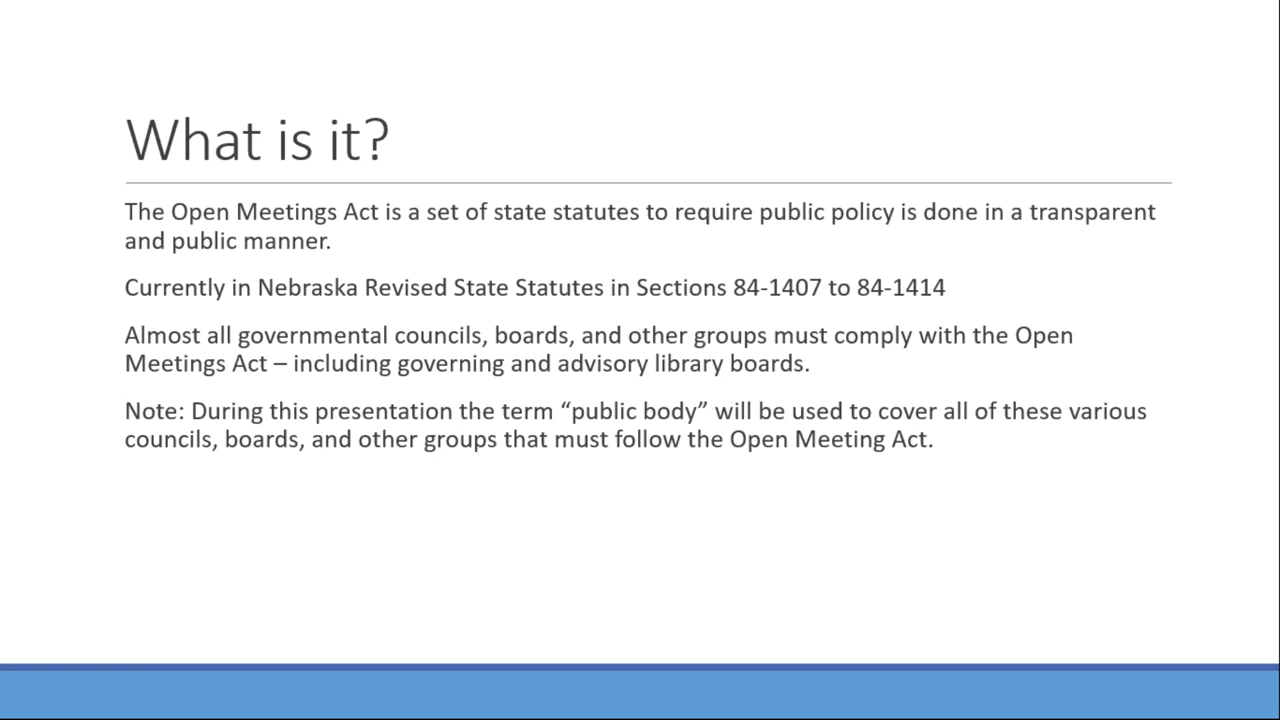 What is it?
The Open Meetings Act is a set of state statutes to require public policy is done in a transparent
and public manner.
Currently in Nebraska Revised State Statutes in Sections 84-1407 to 84-1414
Almost all governmental councils, boards, and other groups must comply with the Open
Meetings Act – including governing and advisory library boards.
Note: During this presentation the term “public body” will be used to cover all of these various
councils, boards, and other groups that must follow the Open Meeting Act.